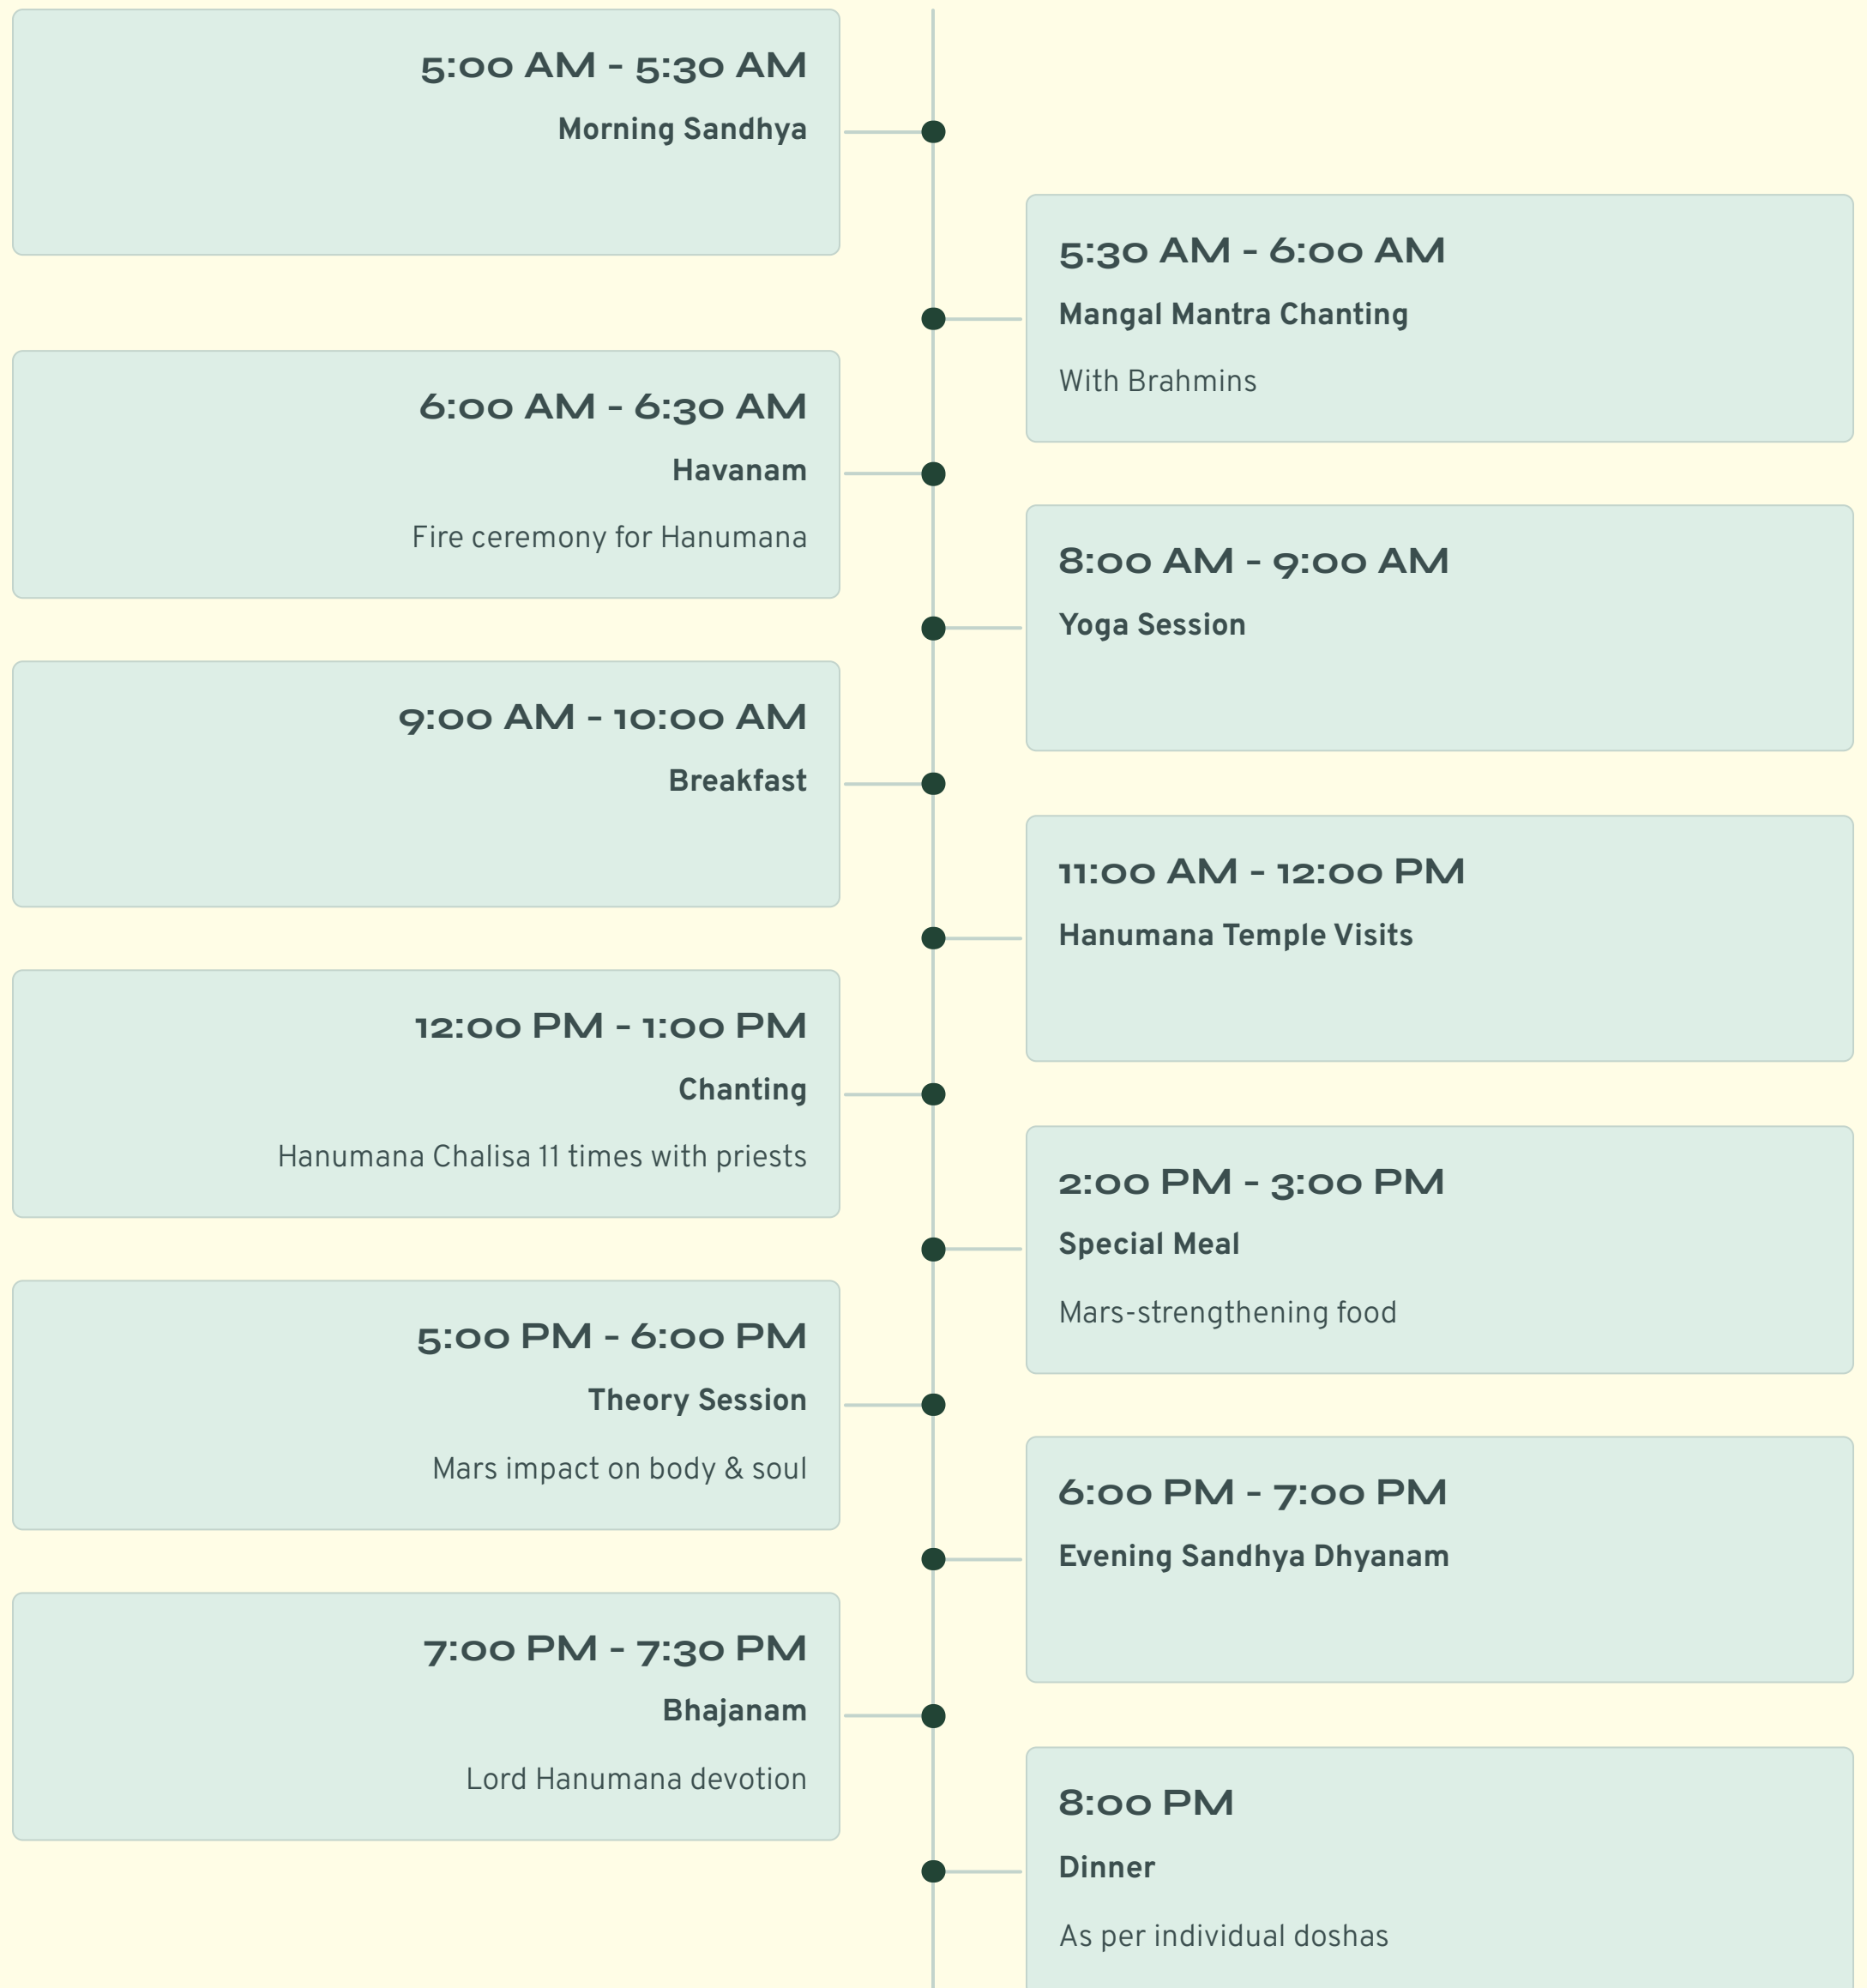 5:00 AM - 5:30 AM
Morning Sandhya
5:30 AM - 6:00 AM
Mangal Mantra Chanting
With Brahmins
6:00 AM - 6:30 AM
Havanam
Fire ceremony for Hanumana
8:00 AM - 9:00 AM
Yoga Session
9:00 AM - 10:00 AM
Breakfast
11:00 AM - 12:00 PM
Hanumana Temple Visits
12:00 PM - 1:00 PM
Chanting
Hanumana Chalisa 11 times with priests
2:00 PM - 3:00 PM
Special Meal
Mars-strengthening food
5:00 PM - 6:00 PM
Theory Session
Mars impact on body & soul
6:00 PM - 7:00 PM
Evening Sandhya Dhyanam
7:00 PM - 7:30 PM
Bhajanam
Lord Hanumana devotion
8:00 PM
Dinner
As per individual doshas